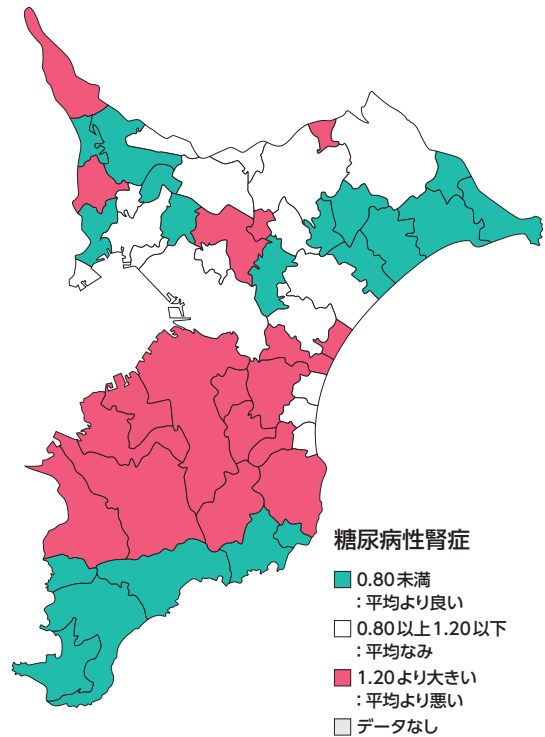 糖尿病性腎症
0.80未満
：平均より良い
0.80以上1.20以下
：平均なみ
1.20より大きい
：平均より悪い
データなし